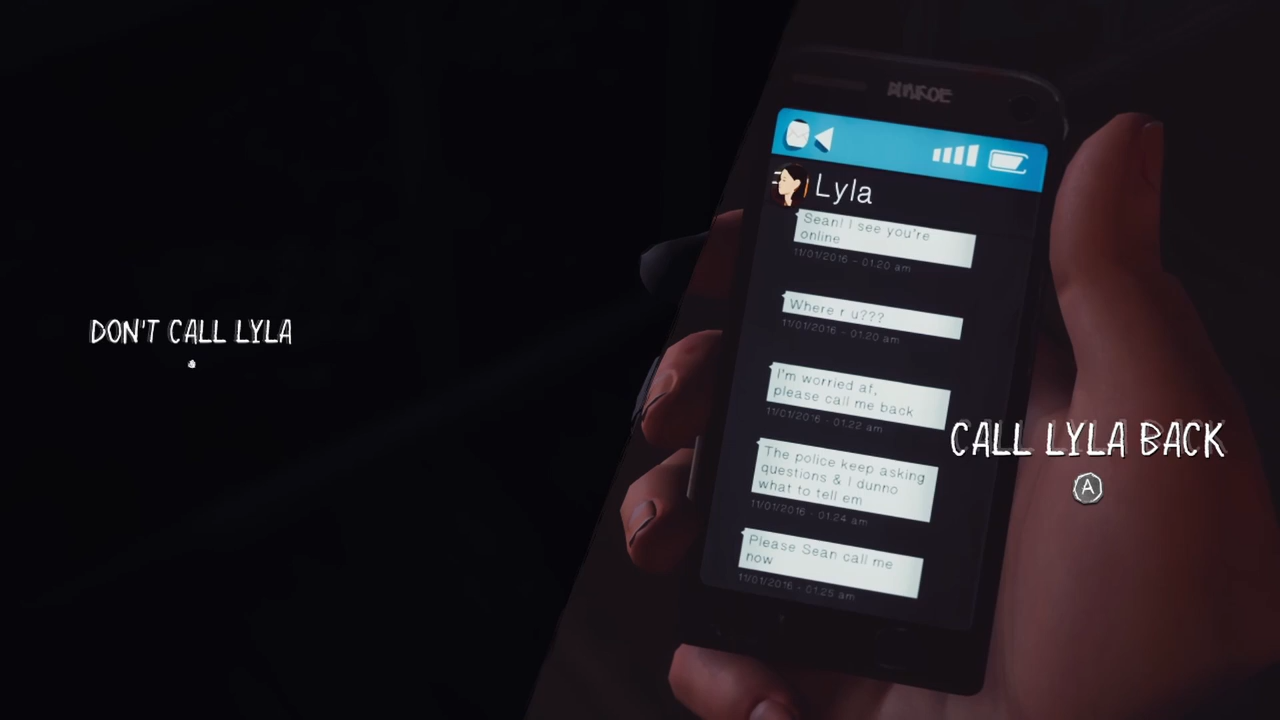 Lyla
Sean! I see you're
online
11/01/2016 - 01:20 am
Where r u???
11/01/2016 - 01:20 am
I'm worried af,
please call me back
11/01/2016 - 01:22 am
The police keep asking
questions & I dunno
what to tell em
11/01/2016 - 01:24 am
Please Sean call me
now
11/01/2016 - 01:25 am
DON'T CALL LYLA
CALL LYLA BACK
A